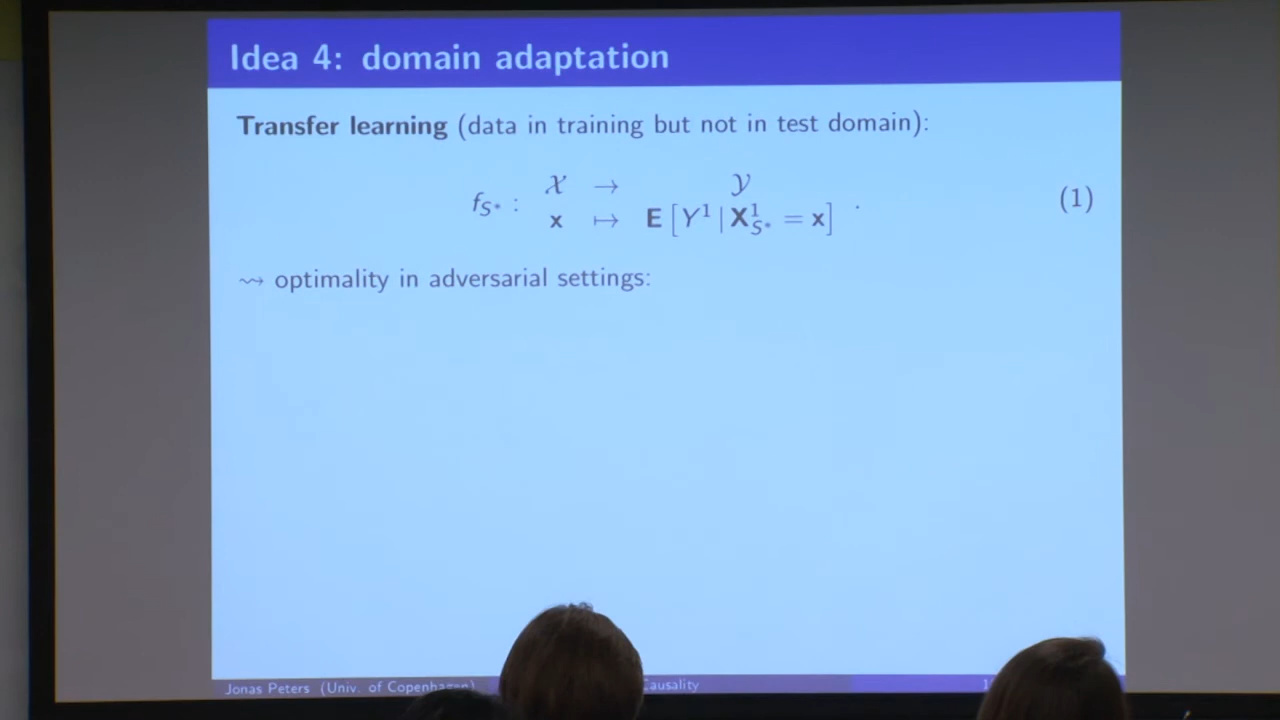 Idea 4: domain adaptation
Transfer learning (data in training but not in test domain):
f_{S*} : 𝒳 → 𝒴
x ↦ E[Y¹ | X¹_{S*} = x] . (1)
⇝ optimality in adversarial settings:
Jonas Peters (Univ. of Copenhagen) Causality